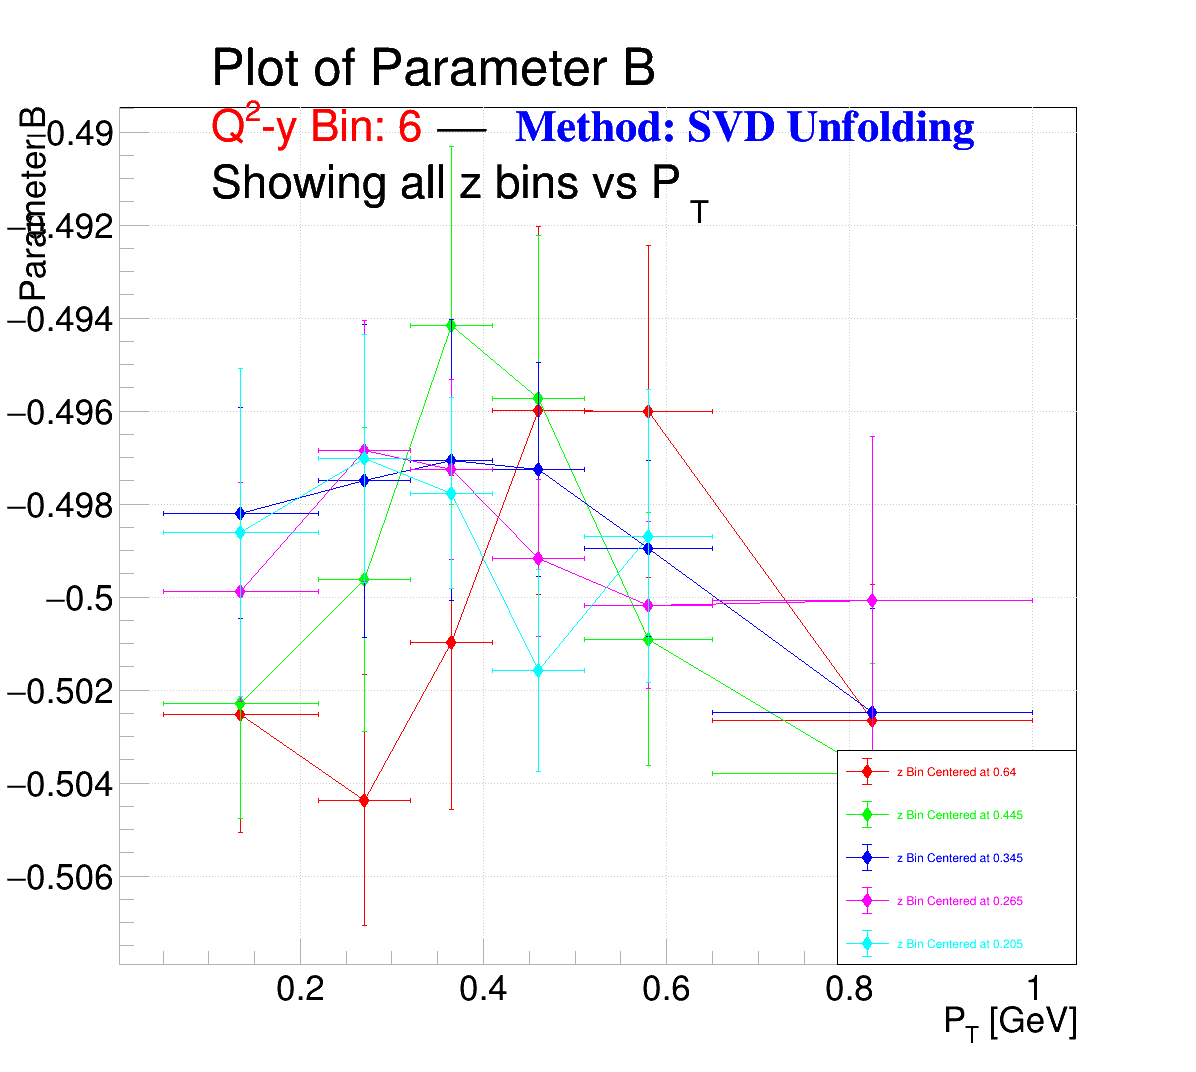 Plot of Parameter B
Q²-y Bin: 6 — Method: SVD Unfolding
Showing all z bins vs P_T
Parameter B
−0.49
−0.492
−0.494
−0.496
−0.498
−0.5
−0.502
−0.504
−0.506
z Bin Centered at 0.64
z Bin Centered at 0.445
z Bin Centered at 0.345
z Bin Centered at 0.265
z Bin Centered at 0.205
0.2 0.4 0.6 0.8 1
P_T [GeV]